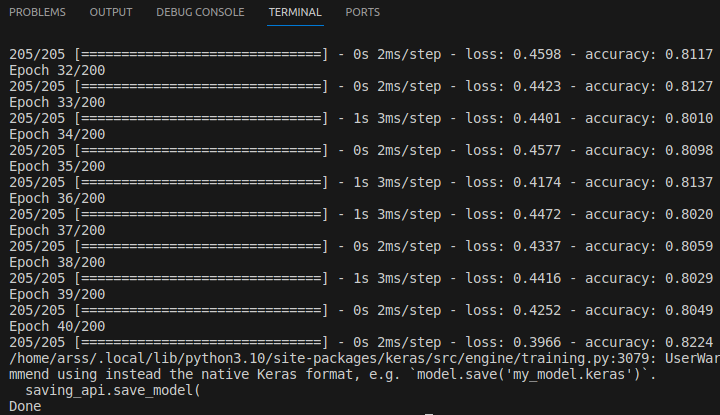 PROBLEMS OUTPUT DEBUG CONSOLE TERMINAL PORTS
205/205 [==============================] - 0s 2ms/step - loss: 0.4598 - accuracy: 0.8117
Epoch 32/200
205/205 [==============================] - 0s 2ms/step - loss: 0.4423 - accuracy: 0.8127
Epoch 33/200
205/205 [==============================] - 1s 3ms/step - loss: 0.4401 - accuracy: 0.8010
Epoch 34/200
205/205 [==============================] - 0s 2ms/step - loss: 0.4577 - accuracy: 0.8098
Epoch 35/200
205/205 [==============================] - 1s 3ms/step - loss: 0.4174 - accuracy: 0.8137
Epoch 36/200
205/205 [==============================] - 1s 3ms/step - loss: 0.4472 - accuracy: 0.8020
Epoch 37/200
205/205 [==============================] - 0s 2ms/step - loss: 0.4337 - accuracy: 0.8059
Epoch 38/200
205/205 [==============================] - 1s 3ms/step - loss: 0.4416 - accuracy: 0.8029
Epoch 39/200
205/205 [==============================] - 0s 2ms/step - loss: 0.4252 - accuracy: 0.8049
Epoch 40/200
205/205 [==============================] - 0s 2ms/step - loss: 0.3966 - accuracy: 0.8224
/home/arss/.local/lib/python3.10/site-packages/keras/src/engine/training.py:3079: UserWar
mmend using instead the native Keras format, e.g. `model.save('my_model.keras')`.
  saving_api.save_model(
Done